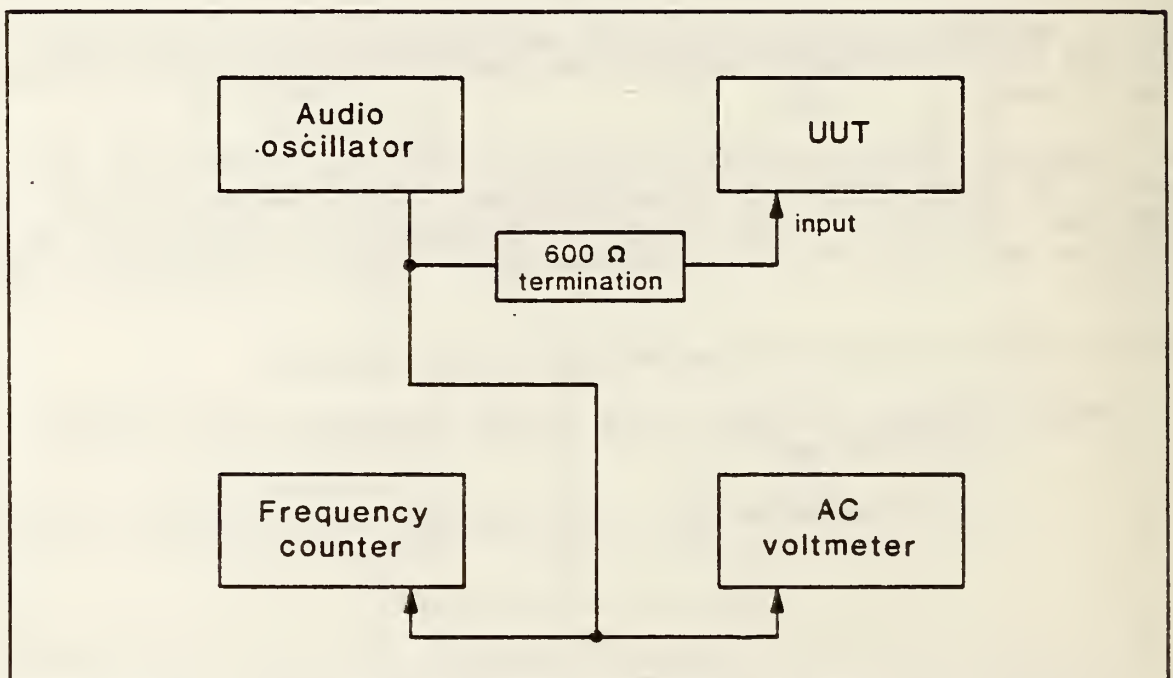 Audio
oscillator
UUT
input
600 Ω
termination
Frequency
counter
AC
voltmeter